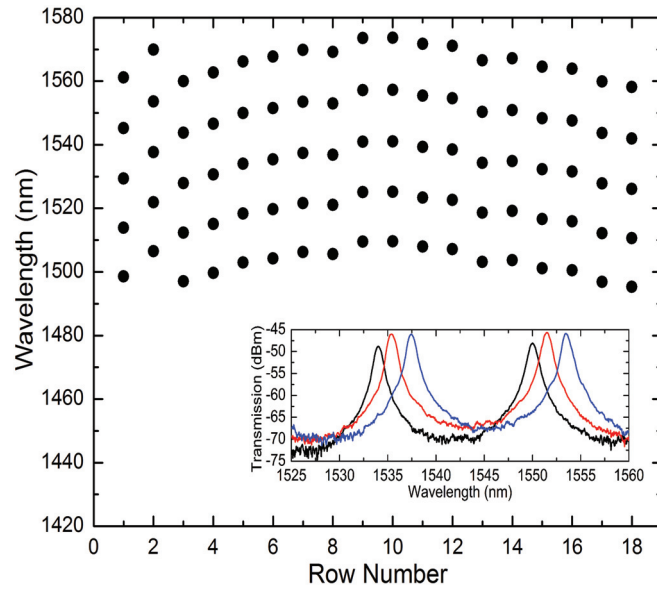 1580
1560
1540
1520
1500
1480
1460
1440
1420
Wavelength (nm)
0 2 4 6 8 10 12 14 16 18
Row Number
-45
-50
-55
-60
-65
-70
-75
Transmission (dBm)
1525 1530 1535 1540 1545 1550 1555 1560
Wavelength (nm)